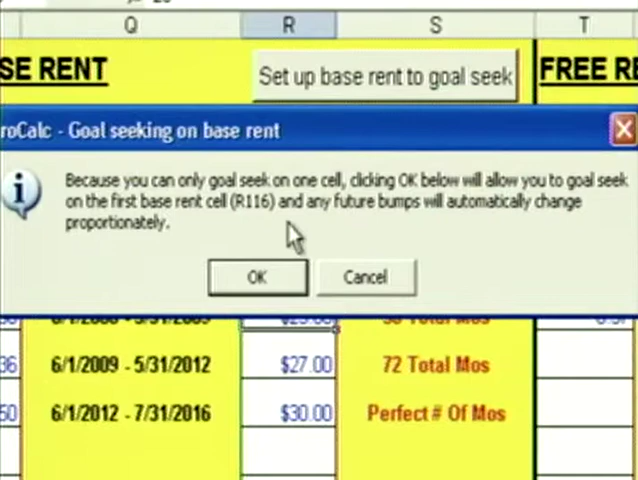 Q R S T
SE RENT
Set up base rent to goal seek
FREE RE
roCalc - Goal seeking on base rent
Because you can only goal seek on one cell, clicking OK below will allow you to goal seek
on the first base rent cell (R116) and any future bumps will automatically change
proportionately.
OK Cancel
36 6/1/2009 - 5/31/2012 $27.00 72 Total Mos
50 6/1/2012 - 7/31/2016 $30.00 Perfect # Of Mos